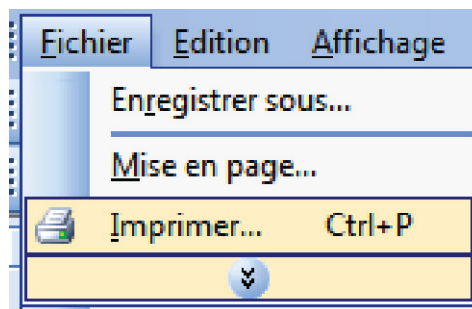 Fichier Edition Affichage
Enregistrer sous...
Mise en page...
Imprimer... Ctrl+P